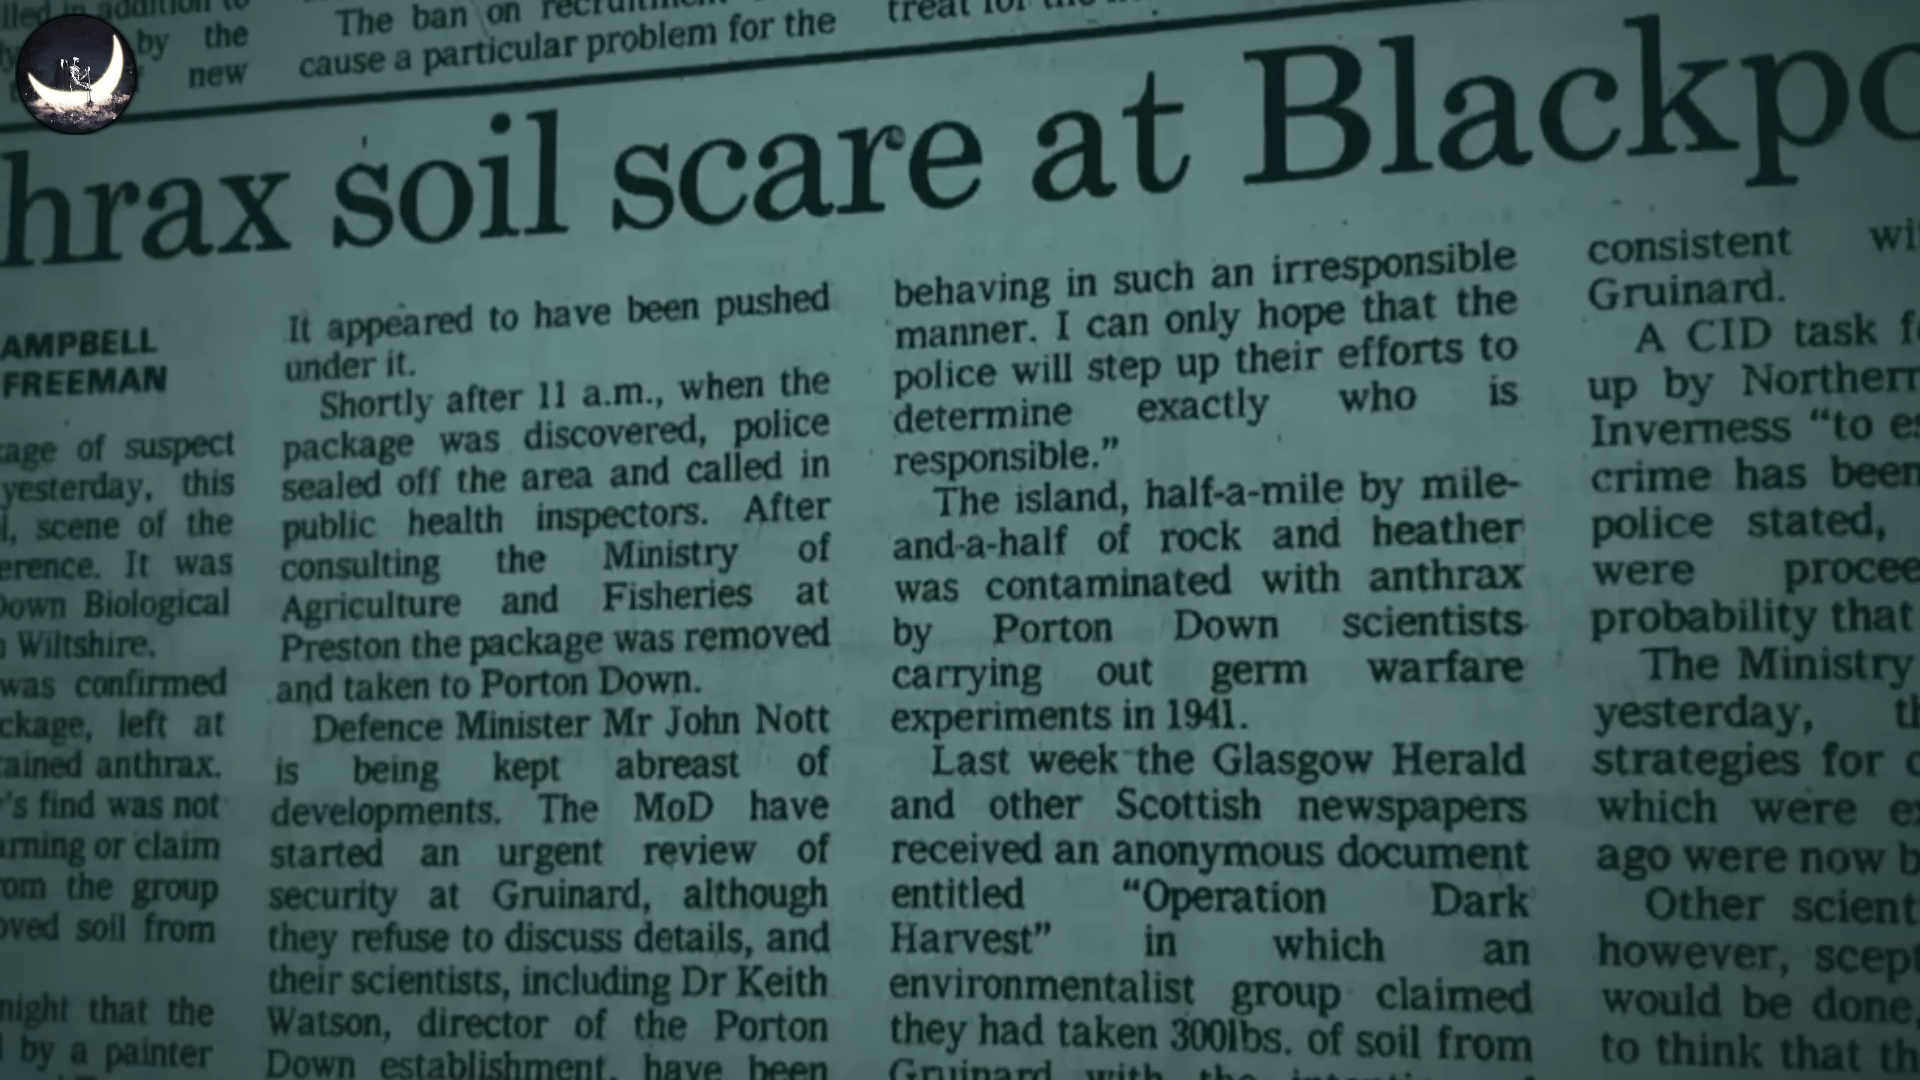 by the
new
The ban on
cause a particular problem for the
hrax soil scare at Blackpo
AMPBELL
FREEMAN
age of suspect
yesterday, this
scene of the
erence. It was
Down Biological
Wiltshire.
was confirmed
ckage, left at
ained anthrax.
's find was not
arning or claim
om the group
oved soil from
night that the
by a painter
It appeared to have been pushed
under it.
Shortly after 11 a.m., when the
package was discovered, police
sealed off the area and called in
public health inspectors. After
consulting the Ministry of
Agriculture and Fisheries at
Preston the package was removed
and taken to Porton Down.
Defence Minister Mr John Nott
is being kept abreast of
developments. The MoD have
started an urgent review of
security at Gruinard, although
they refuse to discuss details, and
their scientists, including Dr Keith
Watson, director of the Porton
Down establishment, have been
behaving in such an irresponsible
manner. I can only hope that the
police will step up their efforts to
determine exactly who is
responsible.”
The island, half-a-mile by mile-
and-a-half of rock and heather
was contaminated with anthrax
by Porton Down scientists
carrying out germ warfare
experiments in 1941.
Last week the Glasgow Herald
and other Scottish newspapers
received an anonymous document
entitled “Operation Dark
Harvest” in which an
environmentalist group claimed
they had taken 300lbs. of soil from
Gruinard with the
consistent wi
Gruinard.
A CID task f
up by Northern
Inverness “to es
crime has been
police stated,
were procee
probability that
The Ministry
yesterday, th
strategies for
which were e
ago were now b
Other scient
however, scept
would be done,
to think that th